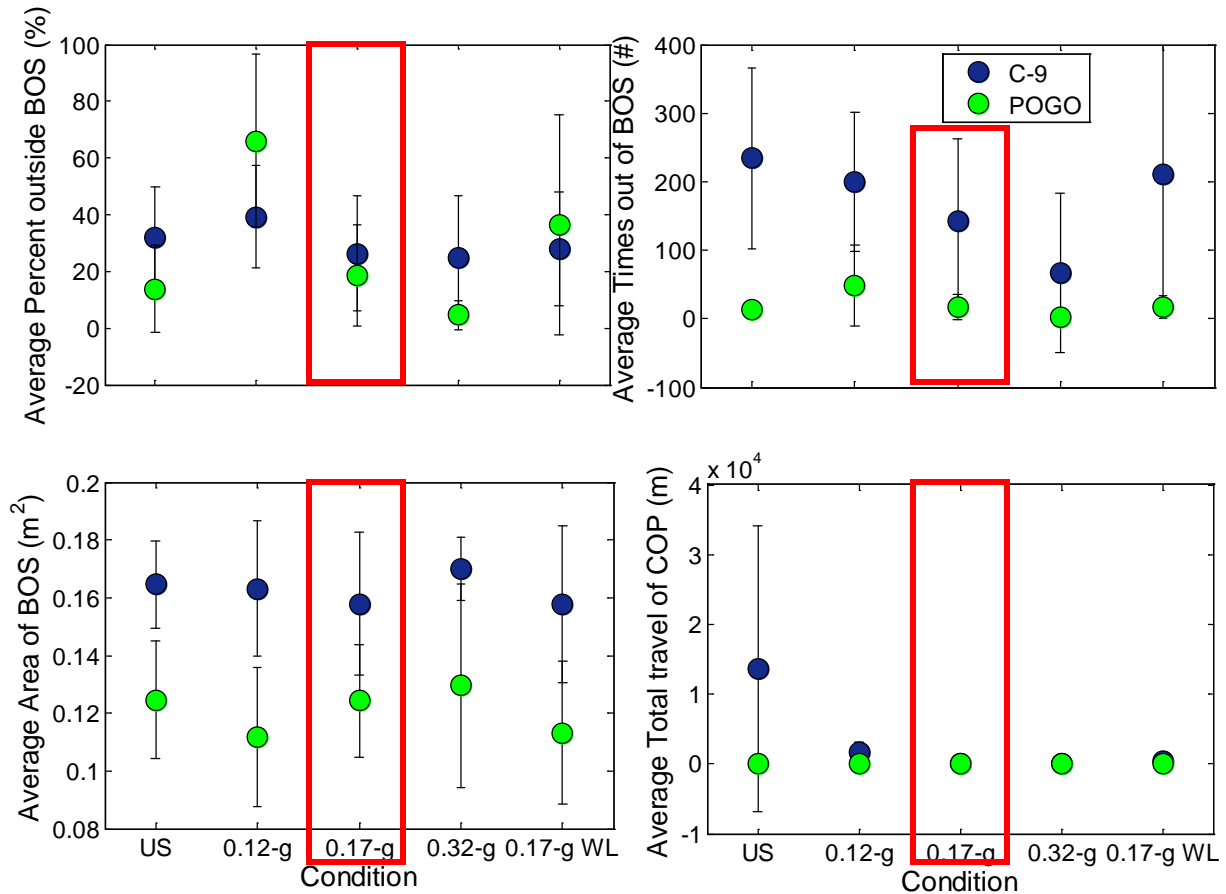 Average Percent outside BOS (%)
100
80
60
40
20
0
-20
Average Times out of BOS (#)
400
300
200
100
0
-100
C-9
POGO
Average Area of BOS (m²)
0.2
0.18
0.16
0.14
0.12
0.1
0.08
US
0.12-g
0.17-g
0.32-g
0.17-g WL
Condition
Average Total travel of COP (m)
x 10⁴
4
3
2
1
0
-1
US
0.12-g
0.17-g
0.32-g
0.17-g WL
Condition